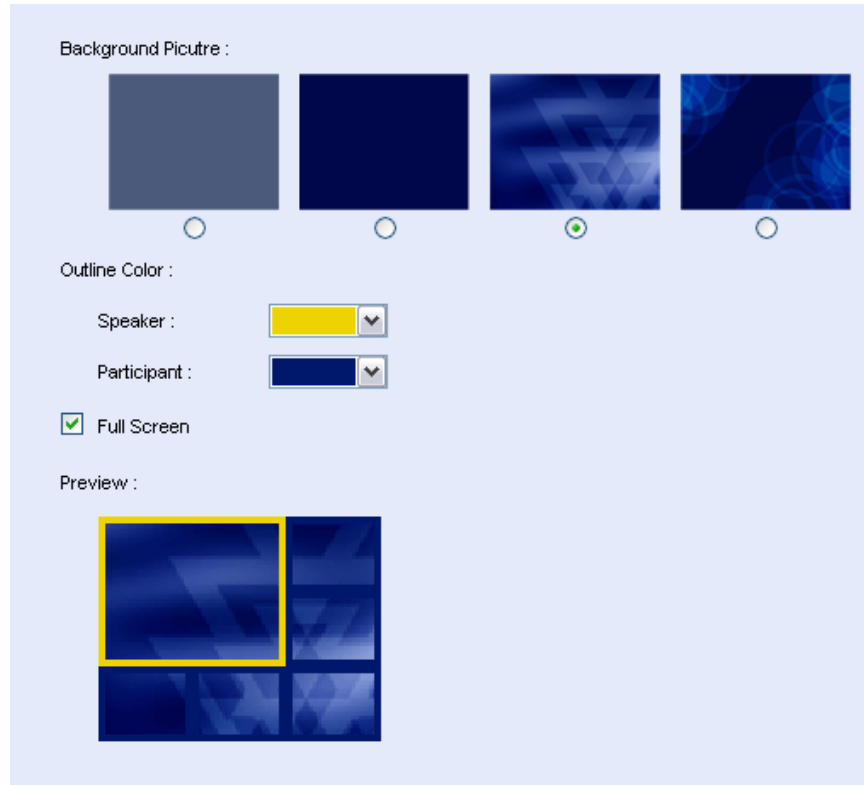 Background Picutre :
Outline Color :
Speaker :
Participant :
Full Screen
Preview :